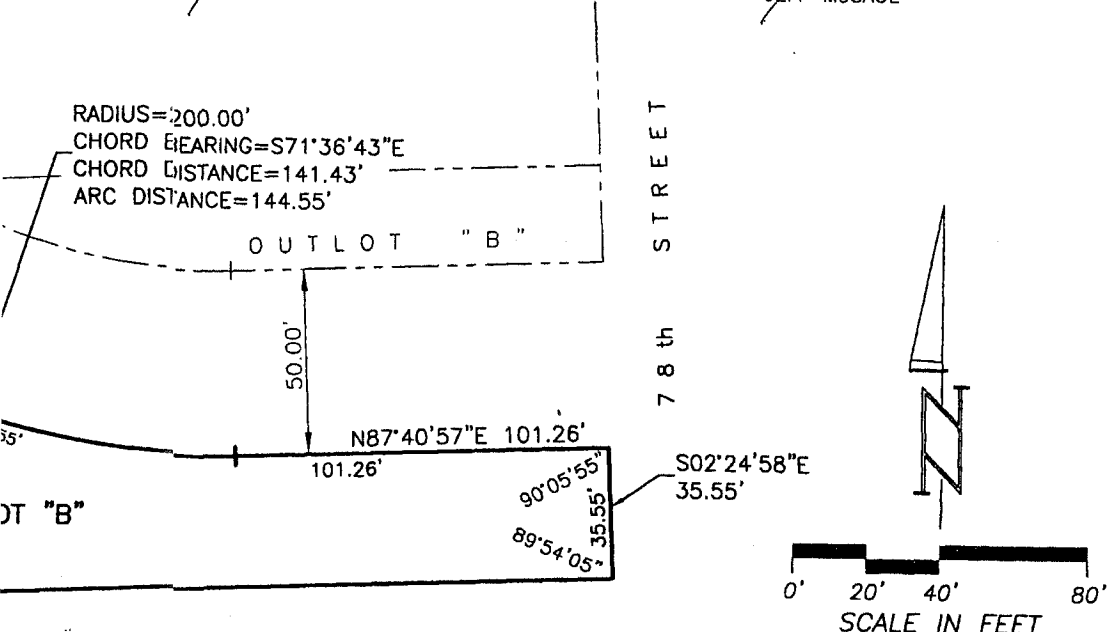 RADIUS=200.00'
CHORD BEARING=S71°36'43"E
CHORD DISTANCE=141.43'
ARC DISTANCE=144.55'
OUTLOT "B"
78th STREET
50.00'
N87°40'57"E 101.26'
101.26'
90°05'55"
35.55'
89°54'05"
S02°24'58"E
35.55'
"B"
N
0' 20' 40' 80'
SCALE IN FEET